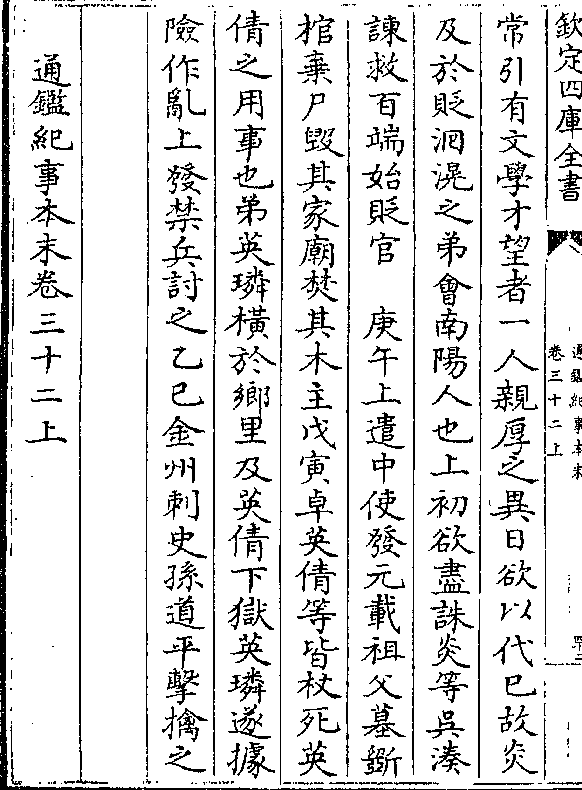 欽定四庫全書
通鑑紀事本末
卷三十二上
常引有文學才望者一人親厚之異日欲以代已故炎
及於貶洄滉之弟會南陽人也上初欲盡誅炎等吳湊
諫救百端始貶官　庚午上遣中使發元載祖父墓斵
棺棄尸毁其家廟焚其木主戊寅卓英倩等皆杖死英
倩之用事也弟英璘橫於鄉里及英倩下獄英璘遂據
險作亂上發禁兵討之乙巳金州刺史孫道平擊擒之
通鑑紀事本末卷三十二上